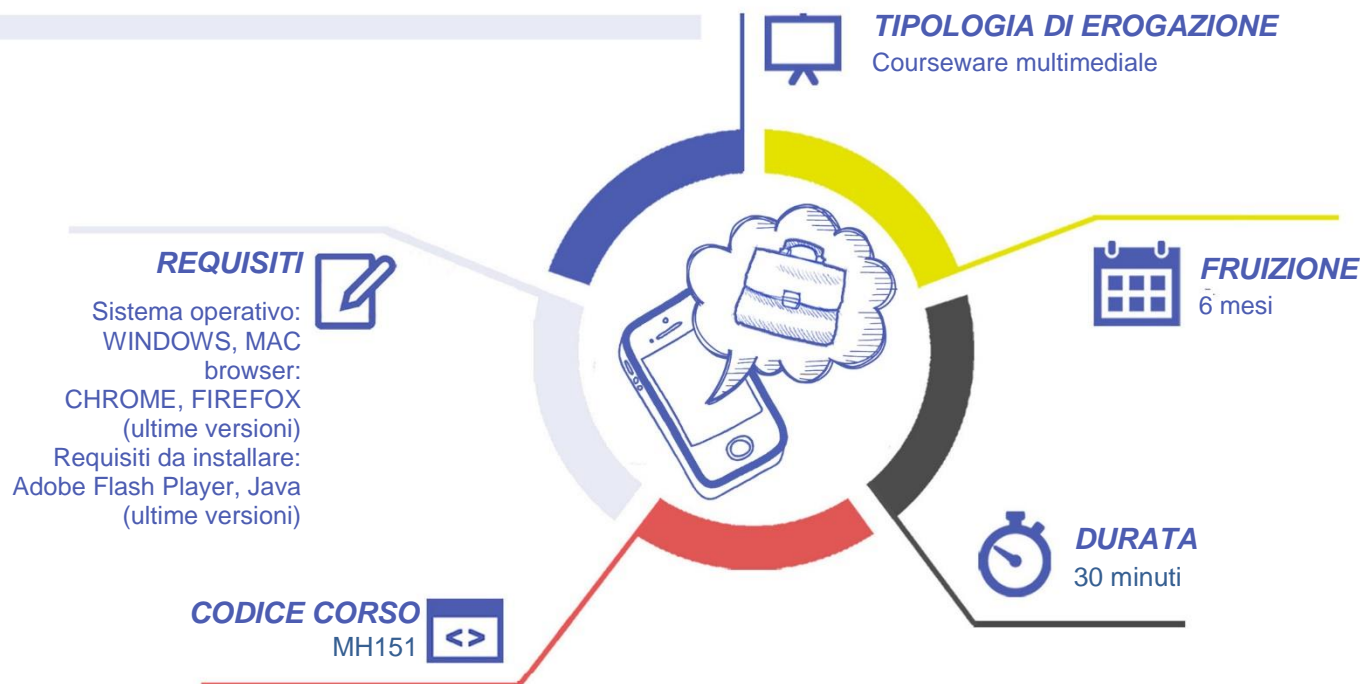 TIPOLOGIA DI EROGAZIONE
Courseware multimediale
REQUISITI
Sistema operativo:
WINDOWS, MAC
browser:
CHROME, FIREFOX
(ultime versioni)
Requisiti da installare:
Adobe Flash Player, Java
(ultime versioni)
FRUIZIONE
6 mesi
DURATA
30 minuti
CODICE CORSO
MH151